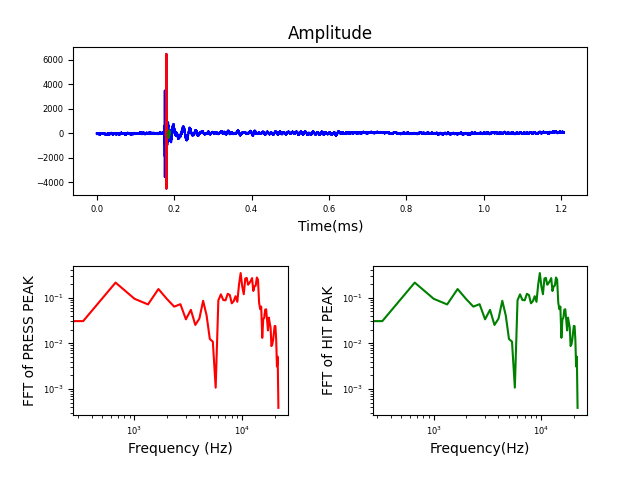 Amplitude
6000
4000
2000
0
−2000
−4000
0.0 0.2 0.4 0.6 0.8 1.0 1.2
Time(ms)
FFT of PRESS PEAK
10⁻¹
10⁻²
10⁻³
10³ 10⁴
Frequency (Hz)
FFT of HIT PEAK
10⁻¹
10⁻²
10⁻³
10³ 10⁴
Frequency(Hz)